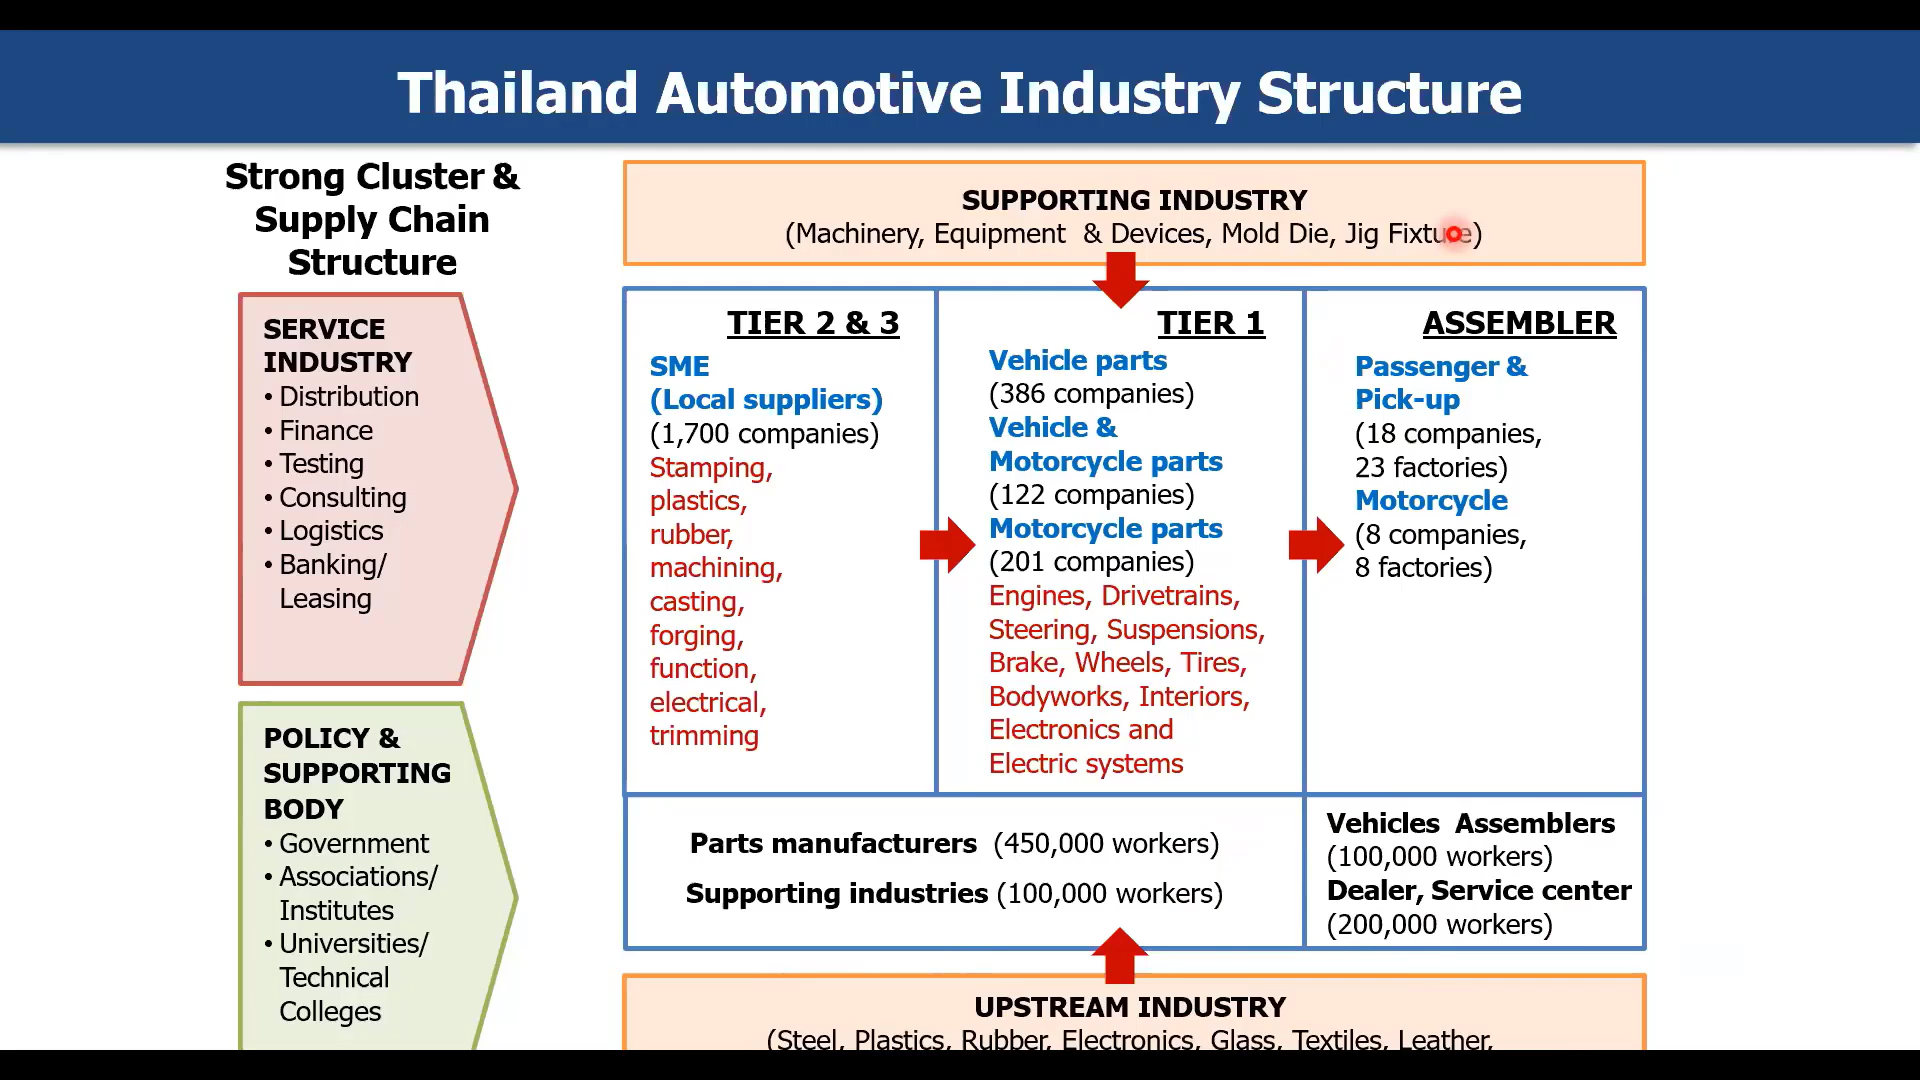 Thailand Automotive Industry Structure
Strong Cluster &
Supply Chain
Structure
SERVICE
INDUSTRY
• Distribution
• Finance
• Testing
• Consulting
• Logistics
• Banking/
Leasing
POLICY &
SUPPORTING
BODY
• Government
• Associations/
Institutes
• Universities/
Technical
Colleges
SUPPORTING INDUSTRY
(Machinery, Equipment & Devices, Mold Die, Jig Fixture)
TIER 2 & 3
SME
(Local suppliers)
(1,700 companies)
Stamping,
plastics,
rubber,
machining,
casting,
forging,
function,
electrical,
trimming
TIER 1
Vehicle parts
(386 companies)
Vehicle &
Motorcycle parts
(122 companies)
Motorcycle parts
(201 companies)
Engines, Drivetrains,
Steering, Suspensions,
Brake, Wheels, Tires,
Bodyworks, Interiors,
Electronics and
Electric systems
ASSEMBLER
Passenger &
Pick-up
(18 companies,
23 factories)
Motorcycle
(8 companies,
8 factories)
Parts manufacturers (450,000 workers)
Supporting industries (100,000 workers)
Vehicles Assemblers
(100,000 workers)
Dealer, Service center
(200,000 workers)
UPSTREAM INDUSTRY
(Steel, Plastics, Rubber, Electronics, Glass, Textiles, Leather,